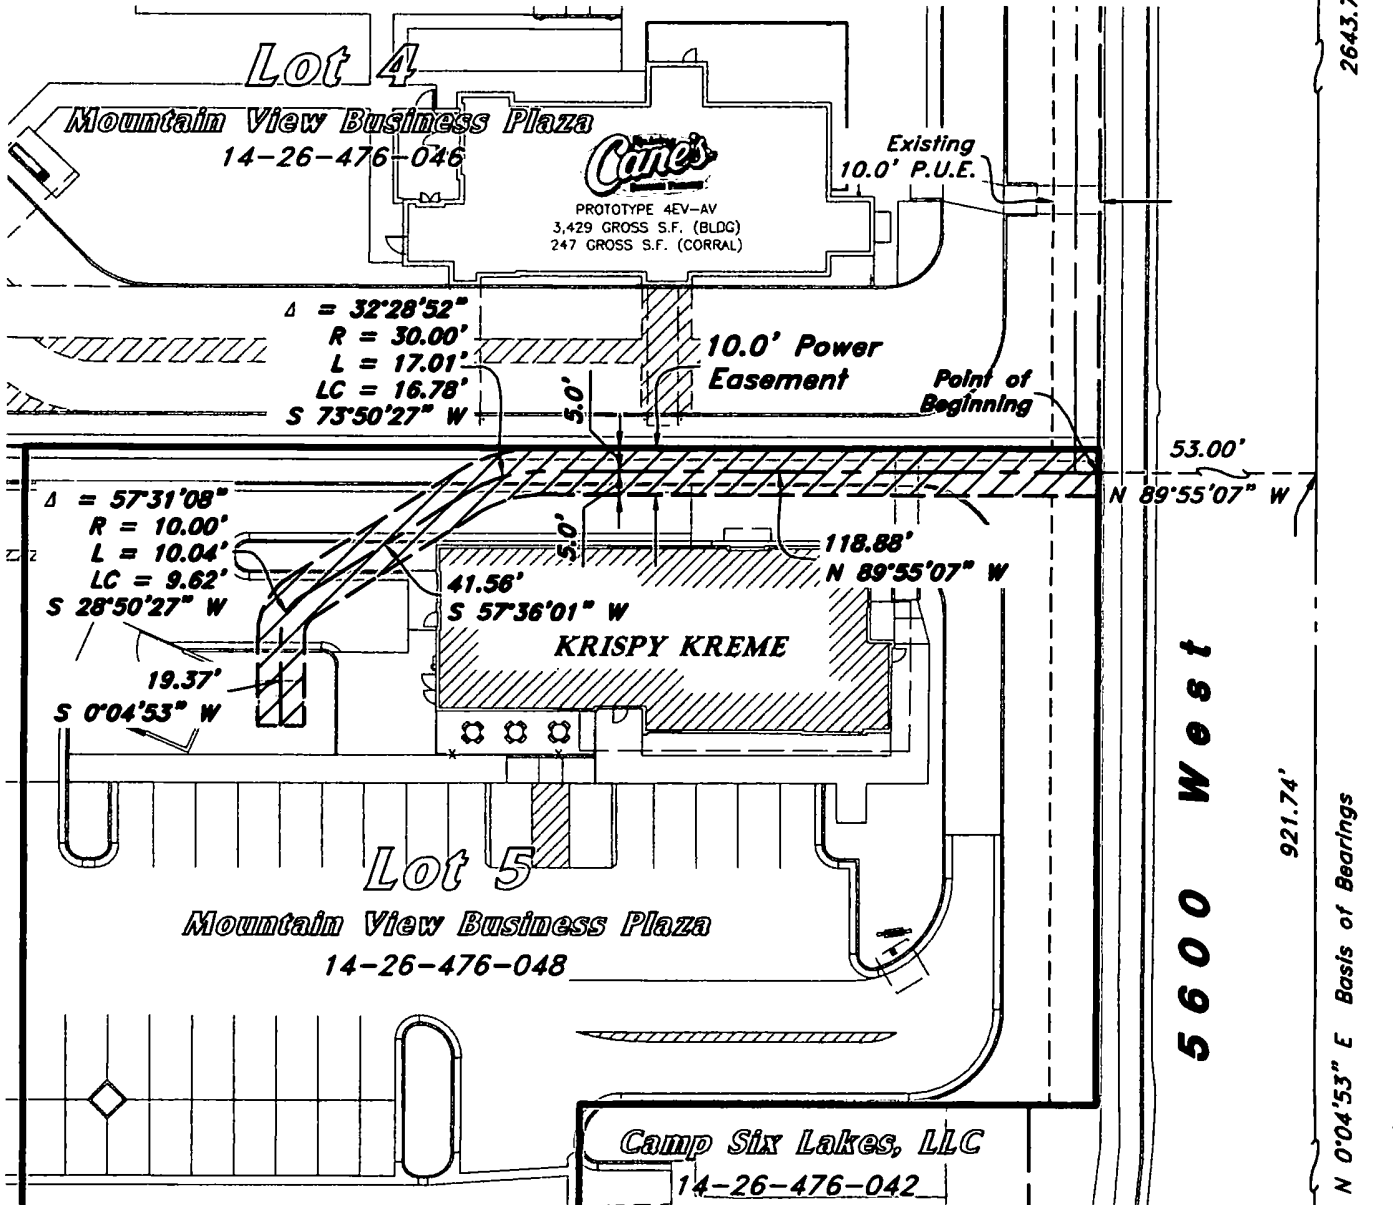 Lot 4
Mountain View Business Plaza
14-26-476-046
Cane's
PROTOTYPE 4EV-AV
3,429 GROSS S.F. (BLDG)
247 GROSS S.F. (CORRAL)
Existing
10.0' P.U.E.
2643.7
Δ = 32°28'52"
R = 30.00'
L = 17.01'
LC = 16.78'
S 73°50'27" W
5.0'
10.0' Power
Easement
Point of
Beginning
53.00'
N 89°55'07" W
Δ = 57°31'08"
R = 10.00'
L = 10.04'
LC = 9.62'
S 28°50'27" W
5.0'
41.56'
S 57°36'01" W
118.88'
N 89°55'07" W
KRISPY KREME
19.37'
S 0°04'53" W
5600 West
921.74'
N 0°04'53" E Basis of Bearings
Lot 5
Mountain View Business Plaza
14-26-476-048
Camp Six Lakes, LLC
14-26-476-042